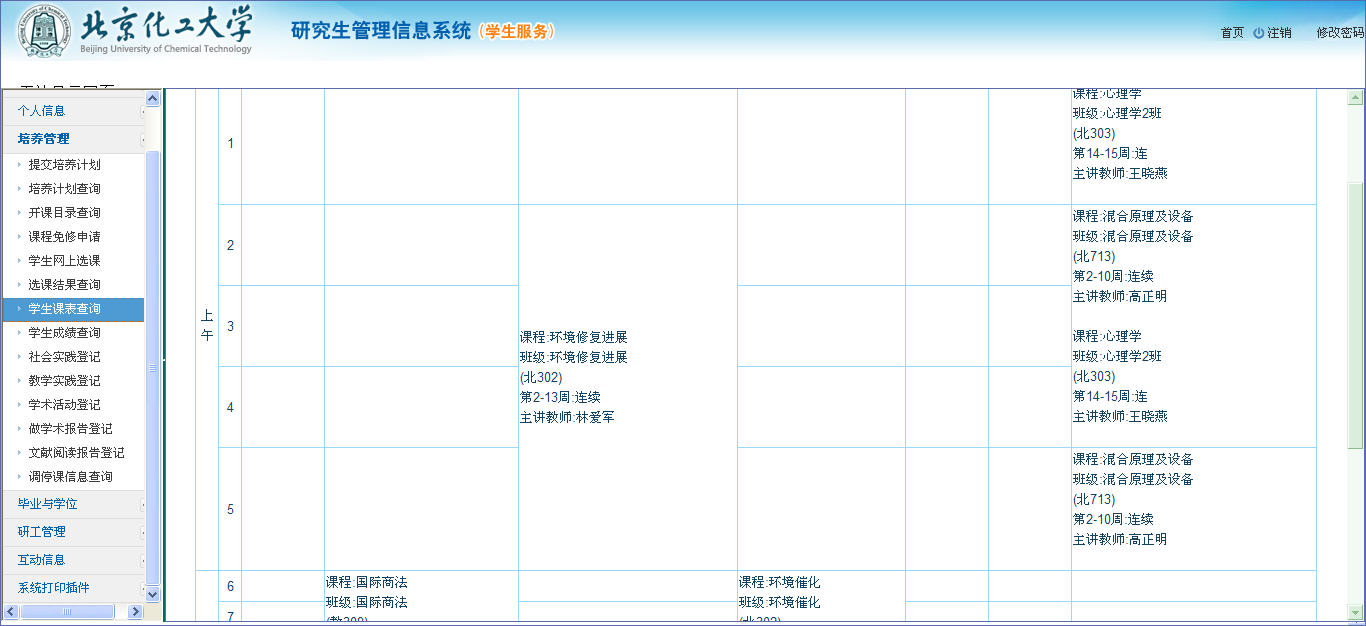 北京化工大学
Beijing University of Chemical Technology
研究生管理信息系统（学生服务）
首页 注销 修改密码
个人信息
培养管理
提交培养计划
培养计划查询
开课目录查询
课程免修申请
学生网上选课
选课结果查询
学生课表查询
学生成绩查询
社会实践登记
教学实践登记
学术活动登记
做学术报告登记
文献阅读报告登记
调停课信息查询
毕业与学位
研工管理
互动信息
系统打印插件
上
午
1
课程:心理学
班级:心理学2班
(北303)
第14-15周:连
主讲教师:王晓燕
2
课程:混合原理及设备
班级:混合原理及设备
(北713)
第2-10周:连续
主讲教师:高正明
3
课程:环境修复进展
班级:环境修复进展
(北302)
第2-13周:连续
主讲教师:林爱军
课程:心理学
班级:心理学2班
(北303)
第14-15周:连
主讲教师:王晓燕
4
5
课程:混合原理及设备
班级:混合原理及设备
(北713)
第2-10周:连续
主讲教师:高正明
6
课程:国际商法
班级:国际商法
课程:环境催化
班级:环境催化
7